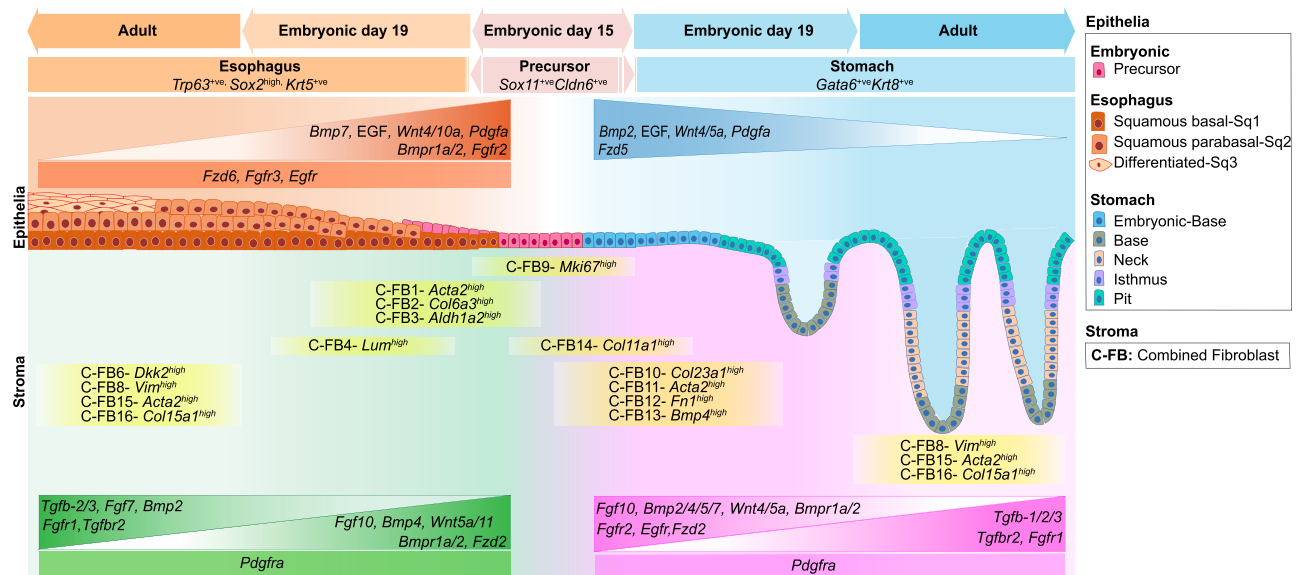 Adult
Embryonic day 19
Embryonic day 15
Embryonic day 19
Adult
Esophagus
Trp63+ve, Sox2high, Krt5+ve
Precursor
Sox11+veCldn6+ve
Stomach
Gata6+veKrt8+ve
Bmp7, EGF, Wnt4/10a, Pdgfa
Bmpr1a/2, Fgfr2
Fzd6, Fgfr3, Egfr
Bmp2, EGF, Wnt4/5a, Pdgfa
Fzd5
Epithelia
Stroma
C-FB9- Mki67high
C-FB1- Acta2high
C-FB2- Col6a3high
C-FB3- Aldh1a2high
C-FB4- Lumhigh
C-FB14- Col11a1high
C-FB6- Dkk2high
C-FB8- Vimhigh
C-FB15- Acta2high
C-FB16- Col15a1high
C-FB10- Col23a1high
C-FB11- Acta2high
C-FB12- Fn1high
C-FB13- Bmp4high
C-FB8- Vimhigh
C-FB15- Acta2high
C-FB16- Col15a1high
Tgfb-2/3, Fgf7, Bmp2
Fgfr1,Tgfbr2
Fgf10, Bmp4, Wnt5a/11
Bmpr1a/2, Fzd2
Pdgfra
Fgf10, Bmp2/4/5/7, Wnt4/5a, Bmpr1a/2
Fgfr2, Egfr,Fzd2
Tgfb-1/2/3
Tgfbr2, Fgfr1
Pdgfra
Epithelia
Embryonic
Precursor
Esophagus
Squamous basal-Sq1
Squamous parabasal-Sq2
Differentiated-Sq3
Stomach
Embryonic-Base
Base
Neck
Isthmus
Pit
Stroma
C-FB: Combined Fibroblast